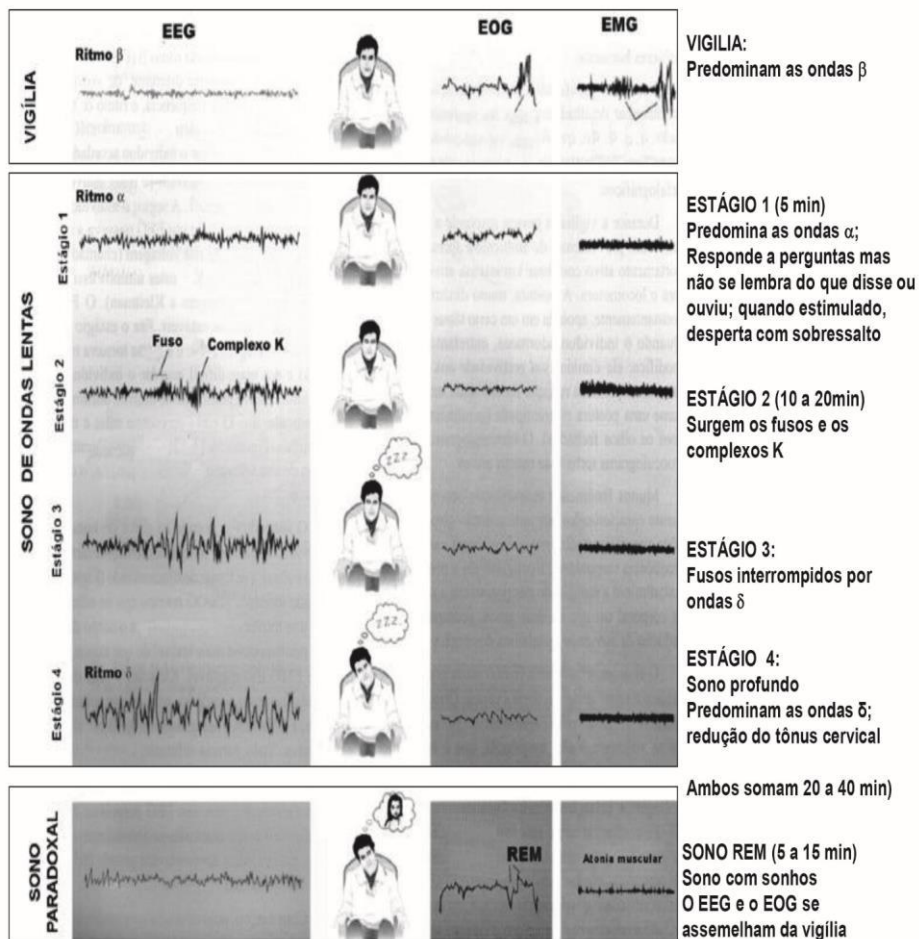 EEG
EOG
EMG
VIGÍLIA
Ritmo β
VIGILIA:
Predominam as ondas β
SONO DE ONDAS LENTAS
Estágio 1
Ritmo α
ESTÁGIO 1 (5 min)
Predomina as ondas α;
Responde a perguntas mas
não se lembra do que disse ou
ouviu; quando estimulado,
desperta com sobressalto
Estágio 2
Fuso
Complexo K
ESTÁGIO 2 (10 a 20min)
Surgem os fusos e os
complexos K
Estágio 3
ZZZ
ESTÁGIO 3:
Fusos interrompidos por
ondas δ
Estágio 4
Ritmo δ
ZZZ
ESTÁGIO 4:
Sono profundo
Predominam as ondas δ;
redução do tônus cervical
Ambos somam 20 a 40 min)
SONO
PARADOXAL
REM
Atonia muscular
SONO REM (5 a 15 min)
Sono com sonhos
O EEG e o EOG se
assemelham da vigília